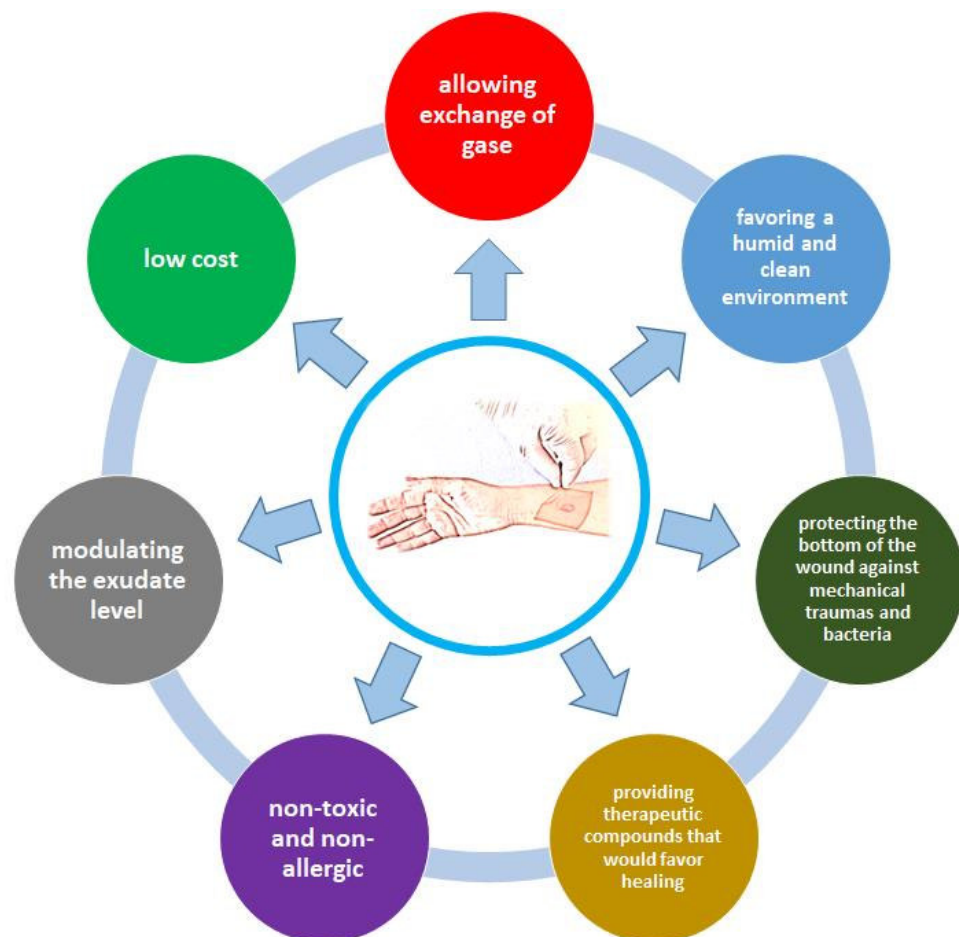 allowing
exchange of
gase
favoring a
humid and
clean
environment
protecting the
bottom of the
wound against
mechanical
traumas and
bacteria
providing
therapeutic
compounds that
would favor
healing
non-toxic
and non-
allergic
modulating
the exudate
level
low cost